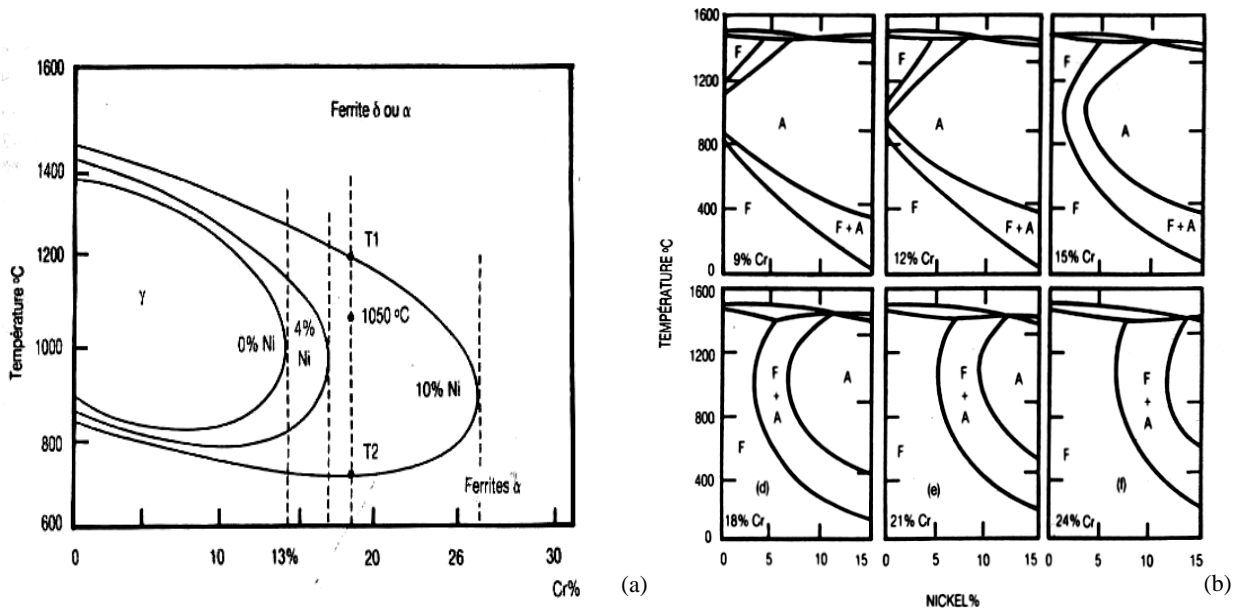 1600
1400
1200
1000
800
600
Température °C
Ferrite δ ou α
T1
γ
1050 °C
4%
0% Ni
Ni
10% Ni
T2
Ferrites α
0
10
13%
20
26
30
Cr%
(a)
TEMPÉRATURE °C
1600
1200
800
400
0
F
A
F
F+A
9% Cr
F
A
F
F+A
12% Cr
F
A
F
F+A
15% Cr
1600
1200
800
400
0
F
+
A
A
F
(d)
18% Cr
F
+
A
A
F
(e)
21% Cr
F
+
A
F
(f)
24% Cr
0 5 10 15
0 5 10 15
0 5 10 15
NICKEL%
(b)